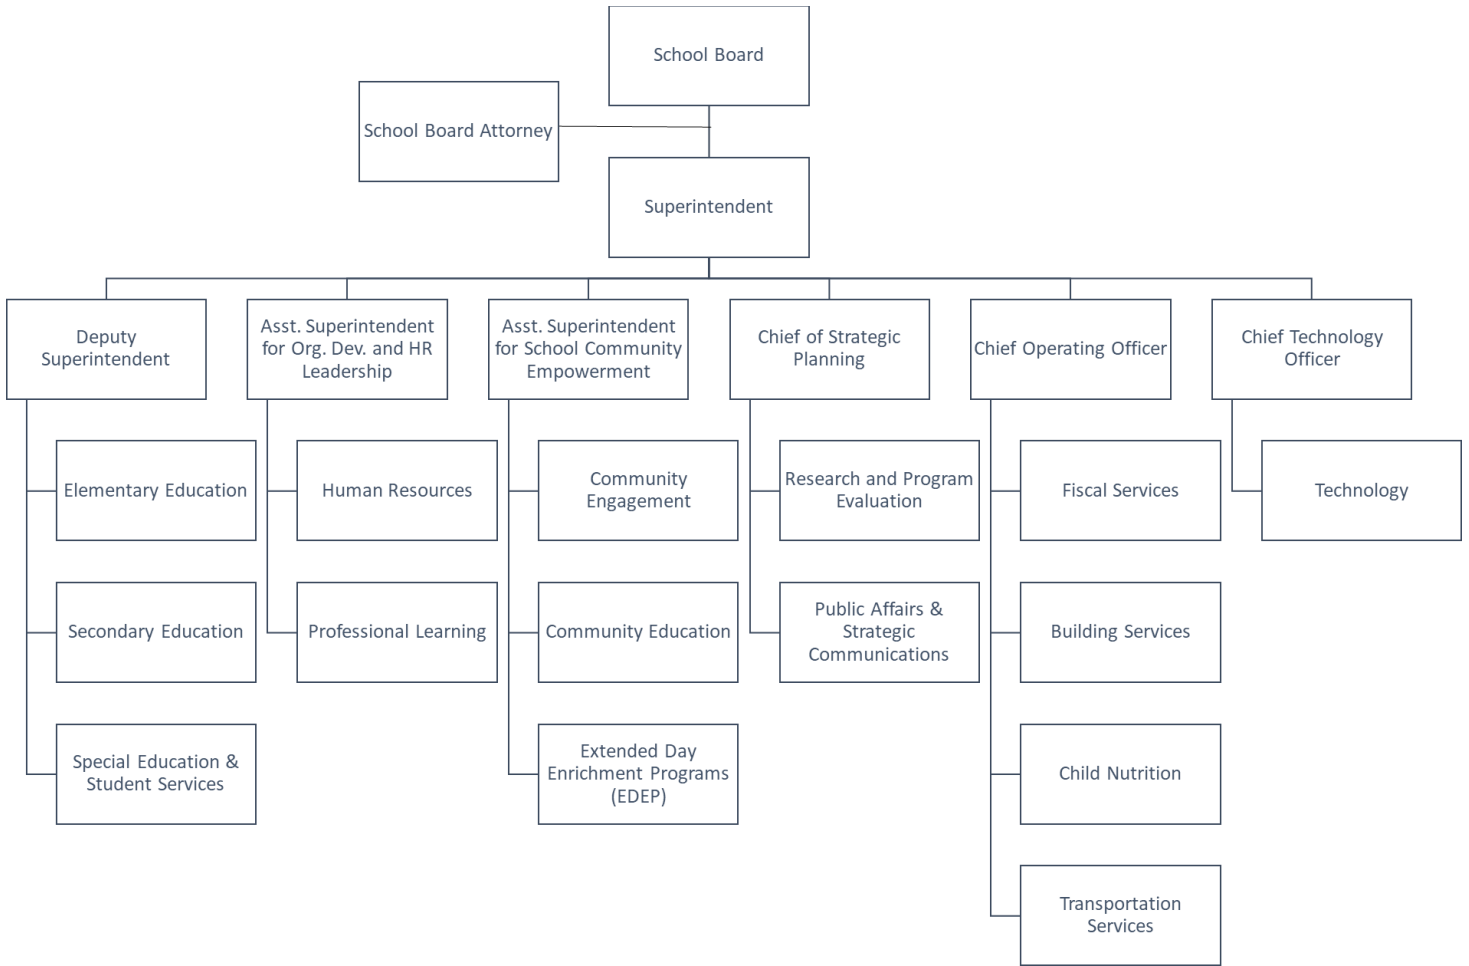 School Board
School Board Attorney
Superintendent
Deputy
Superintendent
Asst. Superintendent
for Org. Dev. and HR
Leadership
Asst. Superintendent
for School Community
Empowerment
Chief of Strategic
Planning
Chief Operating Officer
Chief Technology
Officer
Elementary Education
Human Resources
Community
Engagement
Research and Program
Evaluation
Fiscal Services
Technology
Secondary Education
Professional Learning
Community Education
Public Affairs &
Strategic
Communications
Building Services
Special Education &
Student Services
Extended Day
Enrichment Programs
(EDEP)
Child Nutrition
Transportation
Services